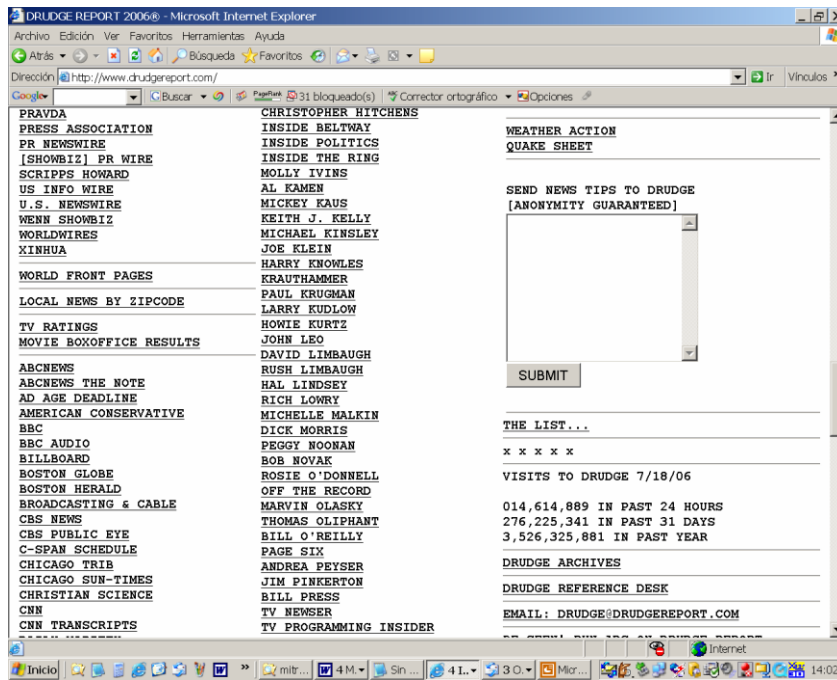 DRUDGE REPORT 2006® - Microsoft Internet Explorer
Archivo Edición Ver Favoritos Herramientas Ayuda
Atrás Búsqueda Favoritos
Dirección http://www.drudgereport.com/ Ir Vínculos
Google Buscar PageRank 31 bloqueado(s) Corrector ortográfico Opciones
PRAVDA
PRESS ASSOCIATION
PR NEWSWIRE
[SHOWBIZ] PR WIRE
SCRIPPS HOWARD
US INFO WIRE
U.S. NEWSWIRE
WENN SHOWBIZ
WORLDWIRES
XINHUA
WORLD FRONT PAGES
LOCAL NEWS BY ZIPCODE
TV RATINGS
MOVIE BOXOFFICE RESULTS
ABCNEWS
ABCNEWS THE NOTE
AD AGE DEADLINE
AMERICAN CONSERVATIVE
BBC
BBC AUDIO
BILLBOARD
BOSTON GLOBE
BOSTON HERALD
BROADCASTING & CABLE
CBS NEWS
CBS PUBLIC EYE
C-SPAN SCHEDULE
CHICAGO TRIB
CHICAGO SUN-TIMES
CHRISTIAN SCIENCE
CNN
CNN TRANSCRIPTS
CHRISTOPHER HITCHENS
INSIDE BELTWAY
INSIDE POLITICS
INSIDE THE RING
MOLLY IVINS
AL KAMEN
MICKEY KAUS
KEITH J. KELLY
MICHAEL KINSLEY
JOE KLEIN
HARRY KNOWLES
KRAUTHAMMER
PAUL KRUGMAN
LARRY KUDLOW
HOWIE KURTZ
JOHN LEO
DAVID LIMBAUGH
RUSH LIMBAUGH
HAL LINDSEY
RICH LOWRY
MICHELLE MALKIN
DICK MORRIS
PEGGY NOONAN
BOB NOVAK
ROSIE O'DONNELL
OFF THE RECORD
MARVIN OLASKY
THOMAS OLIPHANT
BILL O'REILLY
PAGE SIX
ANDREA PEYSER
JIM PINKERTON
BILL PRESS
TV NEWSER
TV PROGRAMMING INSIDER
WEATHER ACTION
QUAKE SHEET
SEND NEWS TIPS TO DRUDGE
[ANONYMITY GUARANTEED]
SUBMIT
THE LIST...
x x x x x
VISITS TO DRUDGE 7/18/06
014,614,889 IN PAST 24 HOURS
276,225,341 IN PAST 31 DAYS
3,526,325,881 IN PAST YEAR
DRUDGE ARCHIVES
DRUDGE REFERENCE DESK
EMAIL: DRUDGE@DRUDGEREPORT.COM
Internet
Inicio mitr... 4 M. Sin ... 4 I.. 3 O. Micr... 14:02